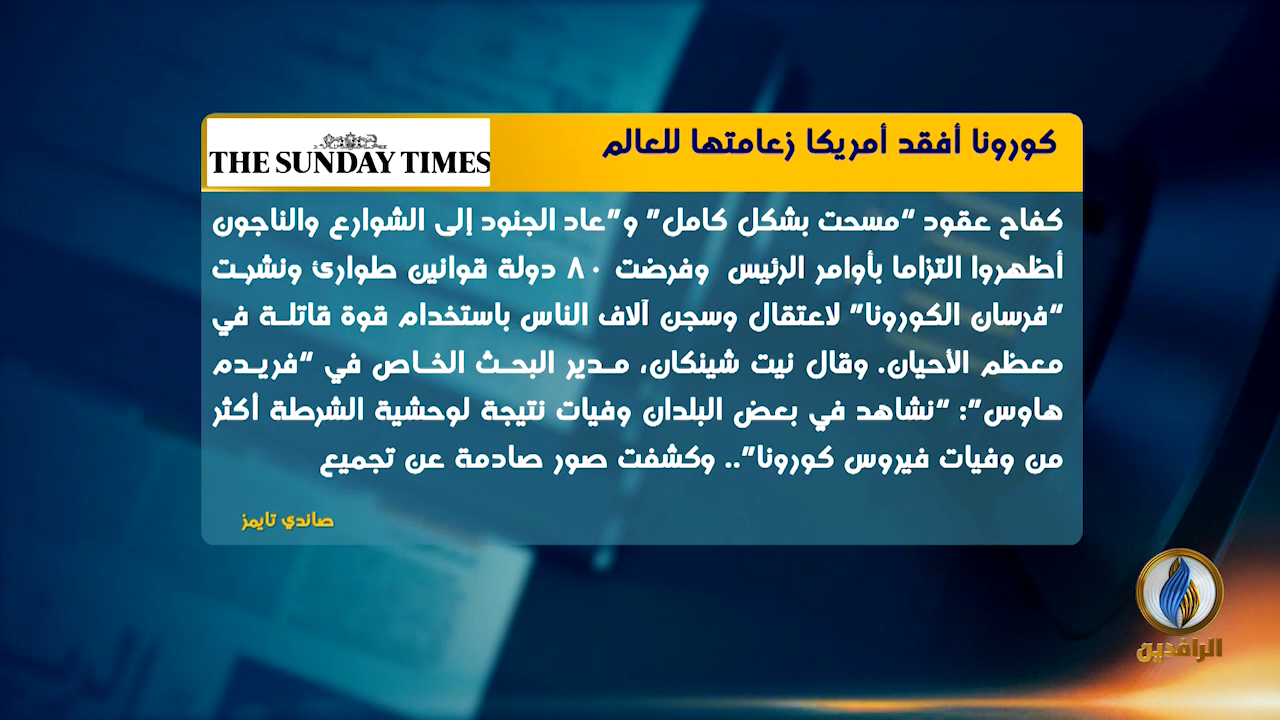 كورونا أفقد أمريكا زعامتها للعالم
THE SUNDAY TIMES
كفاح عقود “مسحت بشكل كامل” و”عاد الجنود إلى الشوارع والناجون
أظهروا التزاما بأوامر الرئيس وفرضت ٨٠ دولة قوانين طوارئ ونشرت
“فرسان الكورونا” لاعتقال وسجن آلاف الناس باستخدام قوة قاتلة في
معظم الأحيان. وقال نيت شينكان، مدير البحث الخاص في “فريدم
هاوس”: “نشاهد في بعض البلدان وفيات نتيجة لوحشية الشرطة أكثر
من وفيات فيروس كورونا”.. وكشفت صور صادمة عن تجميع
صاندي تايمز
الرافدين